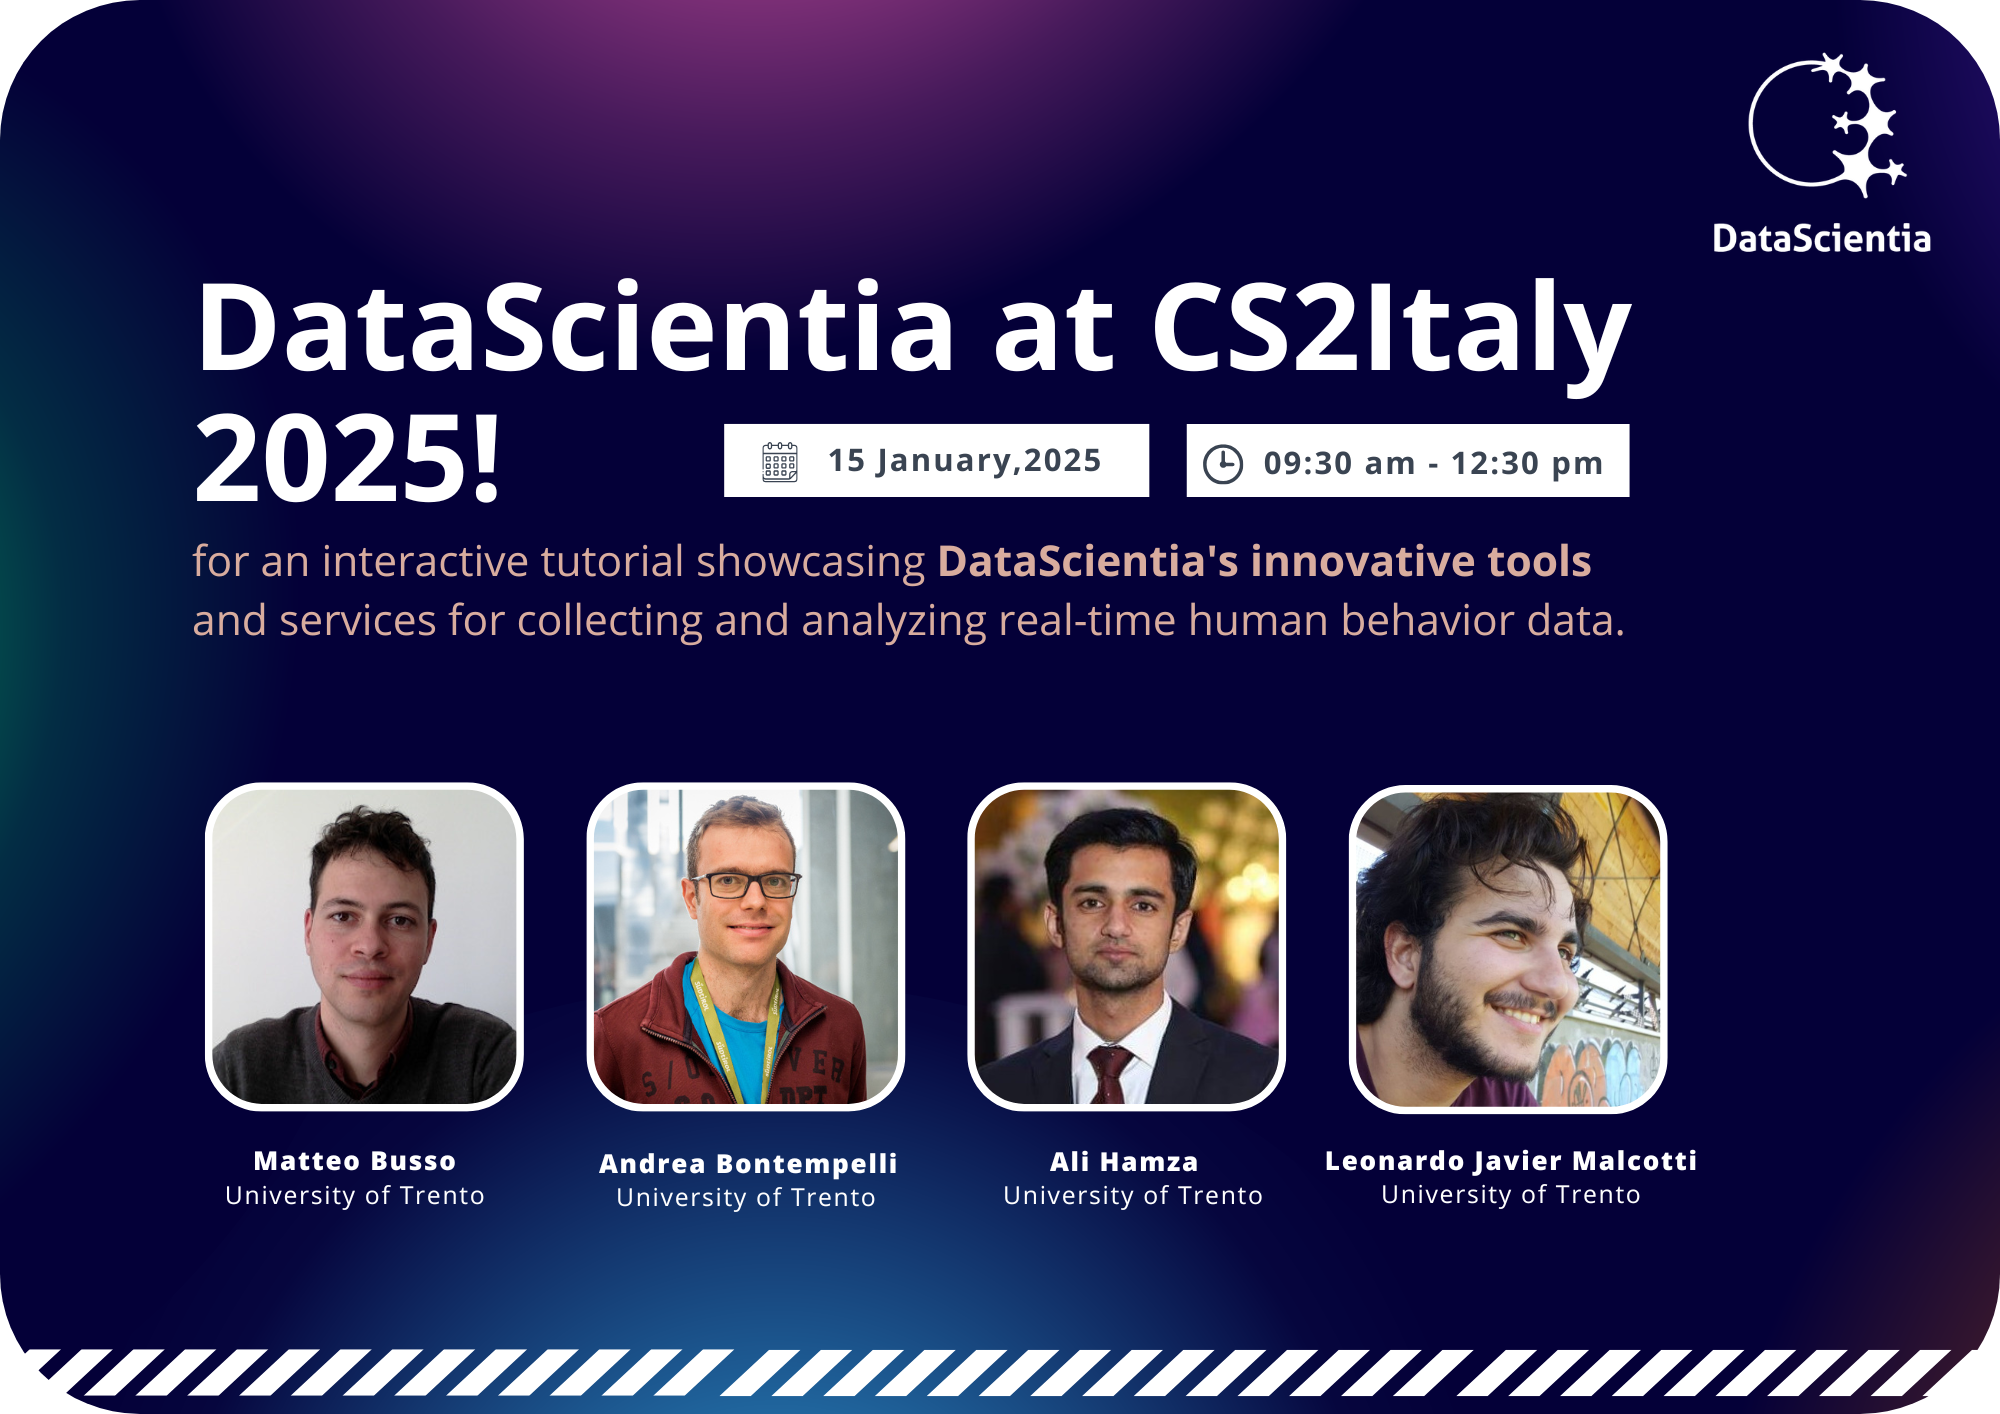 DataScientia
DataScientia at CS2Italy
2025!
15 January,2025
09:30 am - 12:30 pm
for an interactive tutorial showcasing DataScientia's innovative tools
and services for collecting and analyzing real-time human behavior data.
Matteo Busso
University of Trento
Andrea Bontempelli
University of Trento
Ali Hamza
University of Trento
Leonardo Javier Malcotti
University of Trento